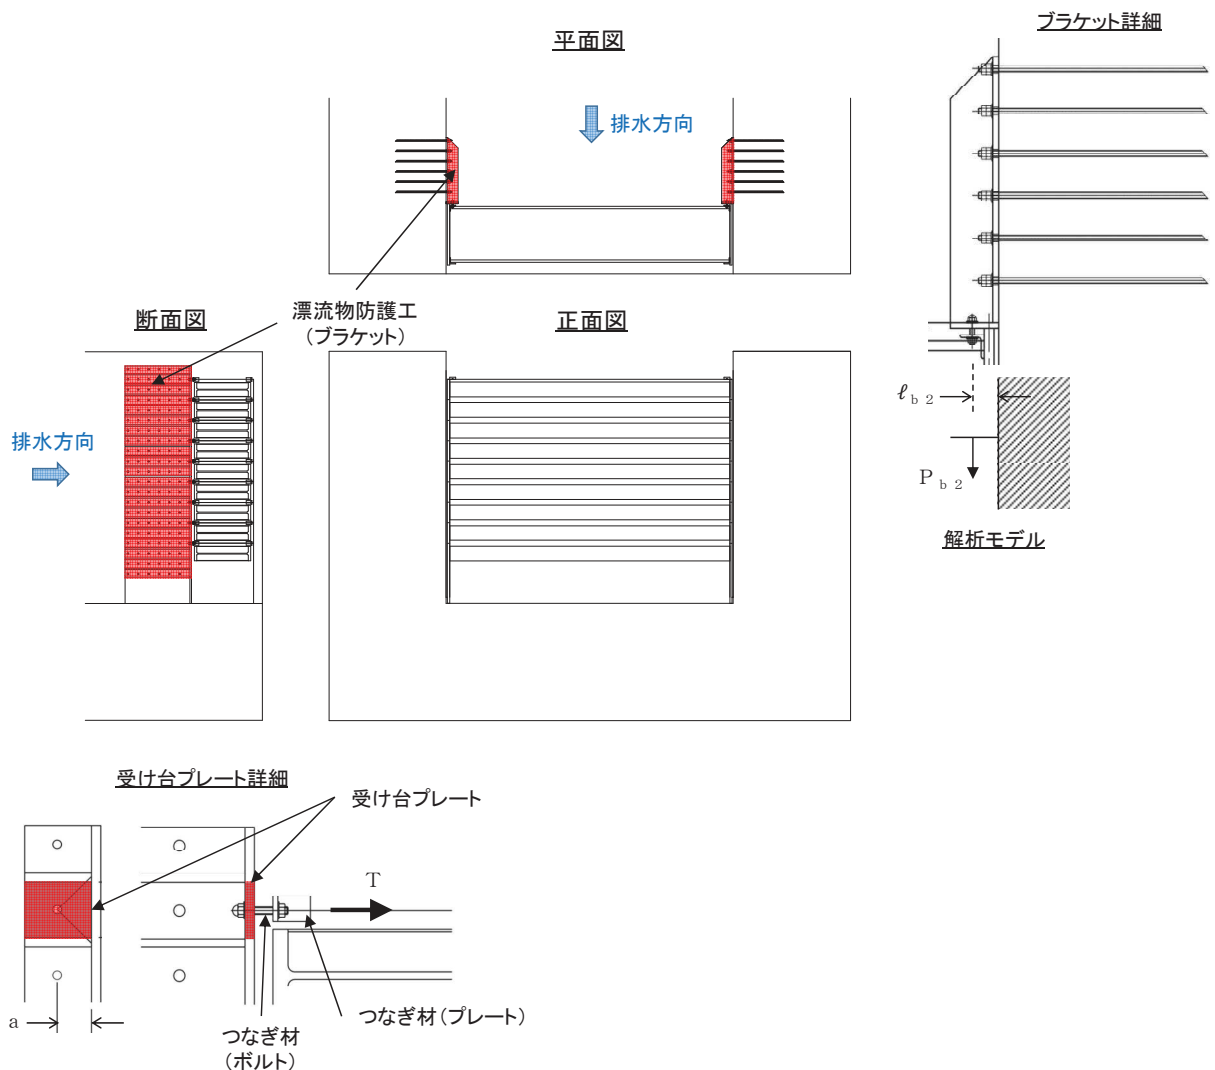 平面図
ブラケット詳細
排水方向
漂流物防護工
(ブラケット)
断面図
正面図
排水方向
ℓb2
Pb2
解析モデル
受け台プレート詳細
受け台プレート
T
a
つなぎ材
(ボルト)
つなぎ材(プレート)